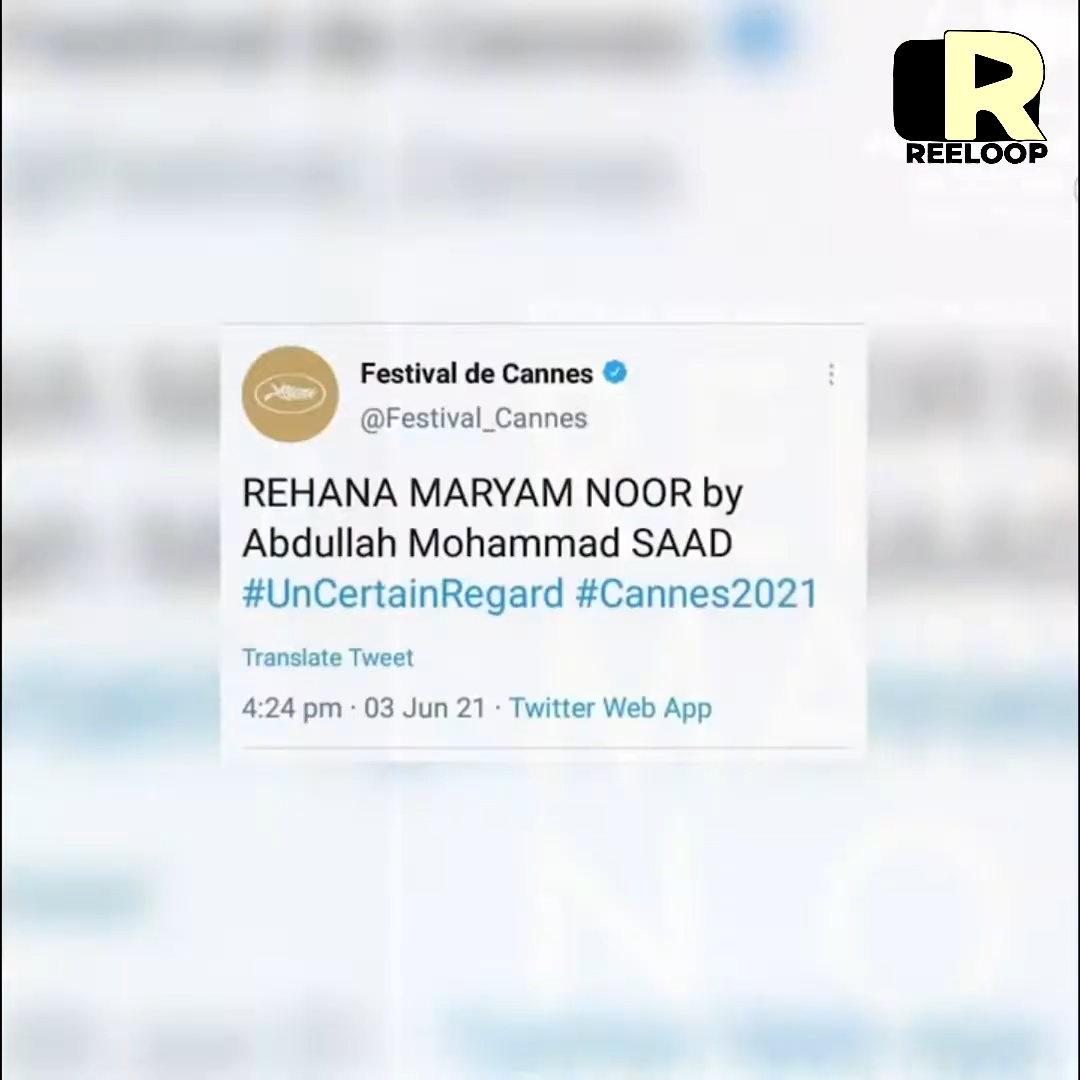 R
REELOOP
Festival de Cannes
@Festival_Cannes
REHANA MARYAM NOOR by
Abdullah Mohammad SAAD
#UnCertainRegard #Cannes2021
Translate Tweet
4:24 pm · 03 Jun 21 · Twitter Web App
N O